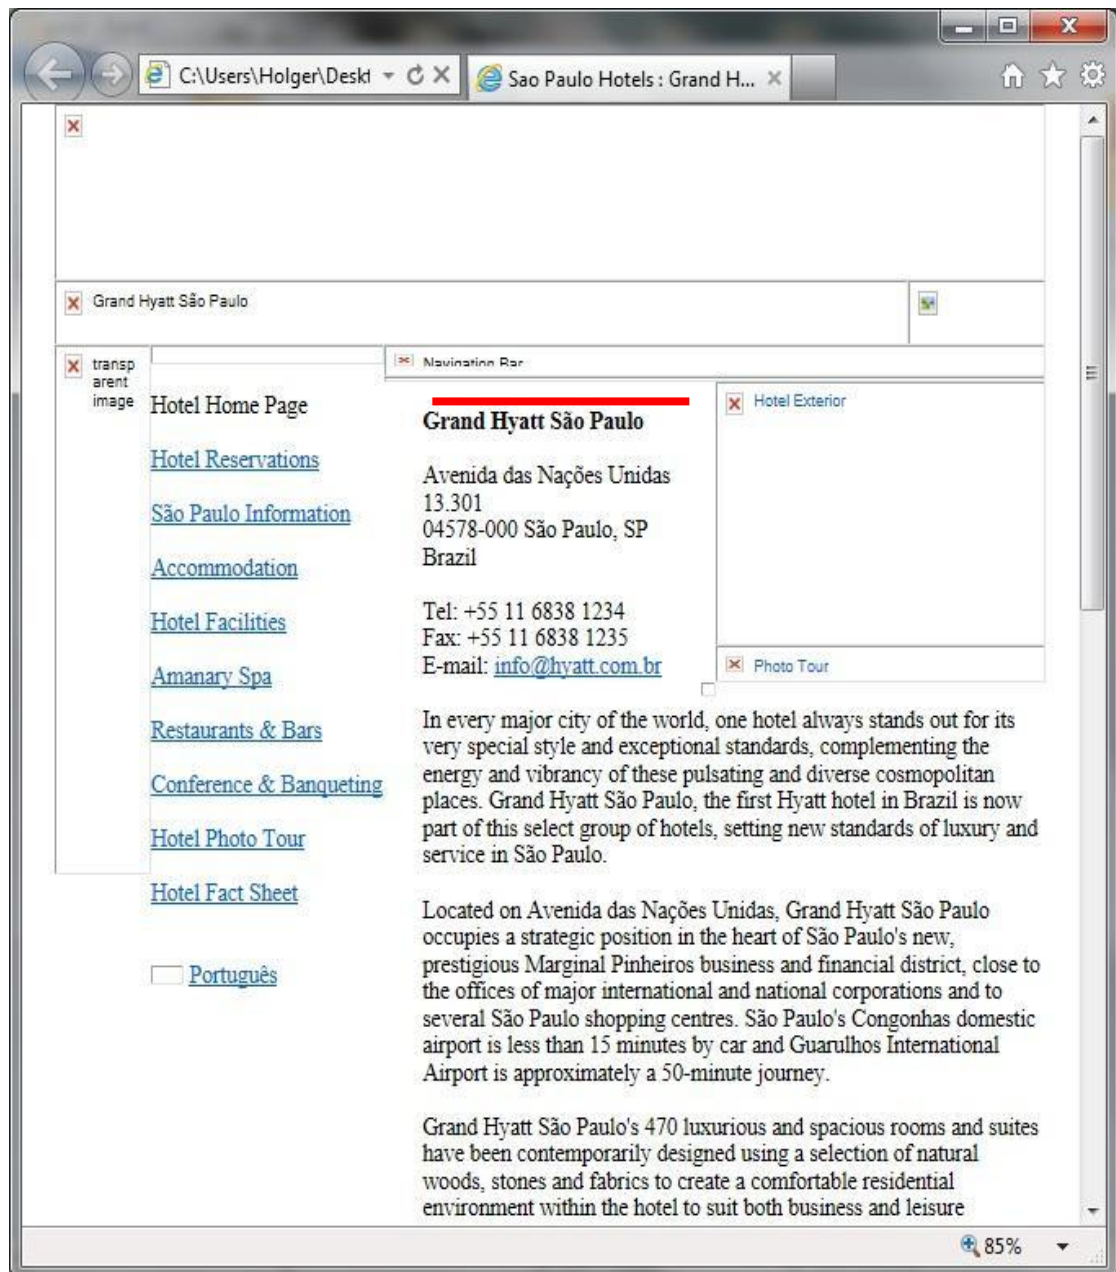 C:\Users\Holger\Deskt
Sao Paulo Hotels : Grand H...
Grand Hyatt São Paulo
transp
arent
image
Navigation Bar
Hotel Home Page
Hotel Reservations
São Paulo Information
Accommodation
Hotel Facilities
Amanary Spa
Restaurants & Bars
Conference & Banqueting
Hotel Photo Tour
Hotel Fact Sheet
Português
Grand Hyatt São Paulo
Avenida das Nações Unidas
13.301
04578-000 São Paulo, SP
Brazil
Tel: +55 11 6838 1234
Fax: +55 11 6838 1235
E-mail: info@hyatt.com.br
Hotel Exterior
Photo Tour
In every major city of the world, one hotel always stands out for its
very special style and exceptional standards, complementing the
energy and vibrancy of these pulsating and diverse cosmopolitan
places. Grand Hyatt São Paulo, the first Hyatt hotel in Brazil is now
part of this select group of hotels, setting new standards of luxury and
service in São Paulo.
Located on Avenida das Nações Unidas, Grand Hyatt São Paulo
occupies a strategic position in the heart of São Paulo's new,
prestigious Marginal Pinheiros business and financial district, close to
the offices of major international and national corporations and to
several São Paulo shopping centres. São Paulo's Congonhas domestic
airport is less than 15 minutes by car and Guarulhos International
Airport is approximately a 50-minute journey.
Grand Hyatt São Paulo's 470 luxurious and spacious rooms and suites
have been contemporarily designed using a selection of natural
woods, stones and fabrics to create a comfortable residential
environment within the hotel to suit both business and leisure
85%